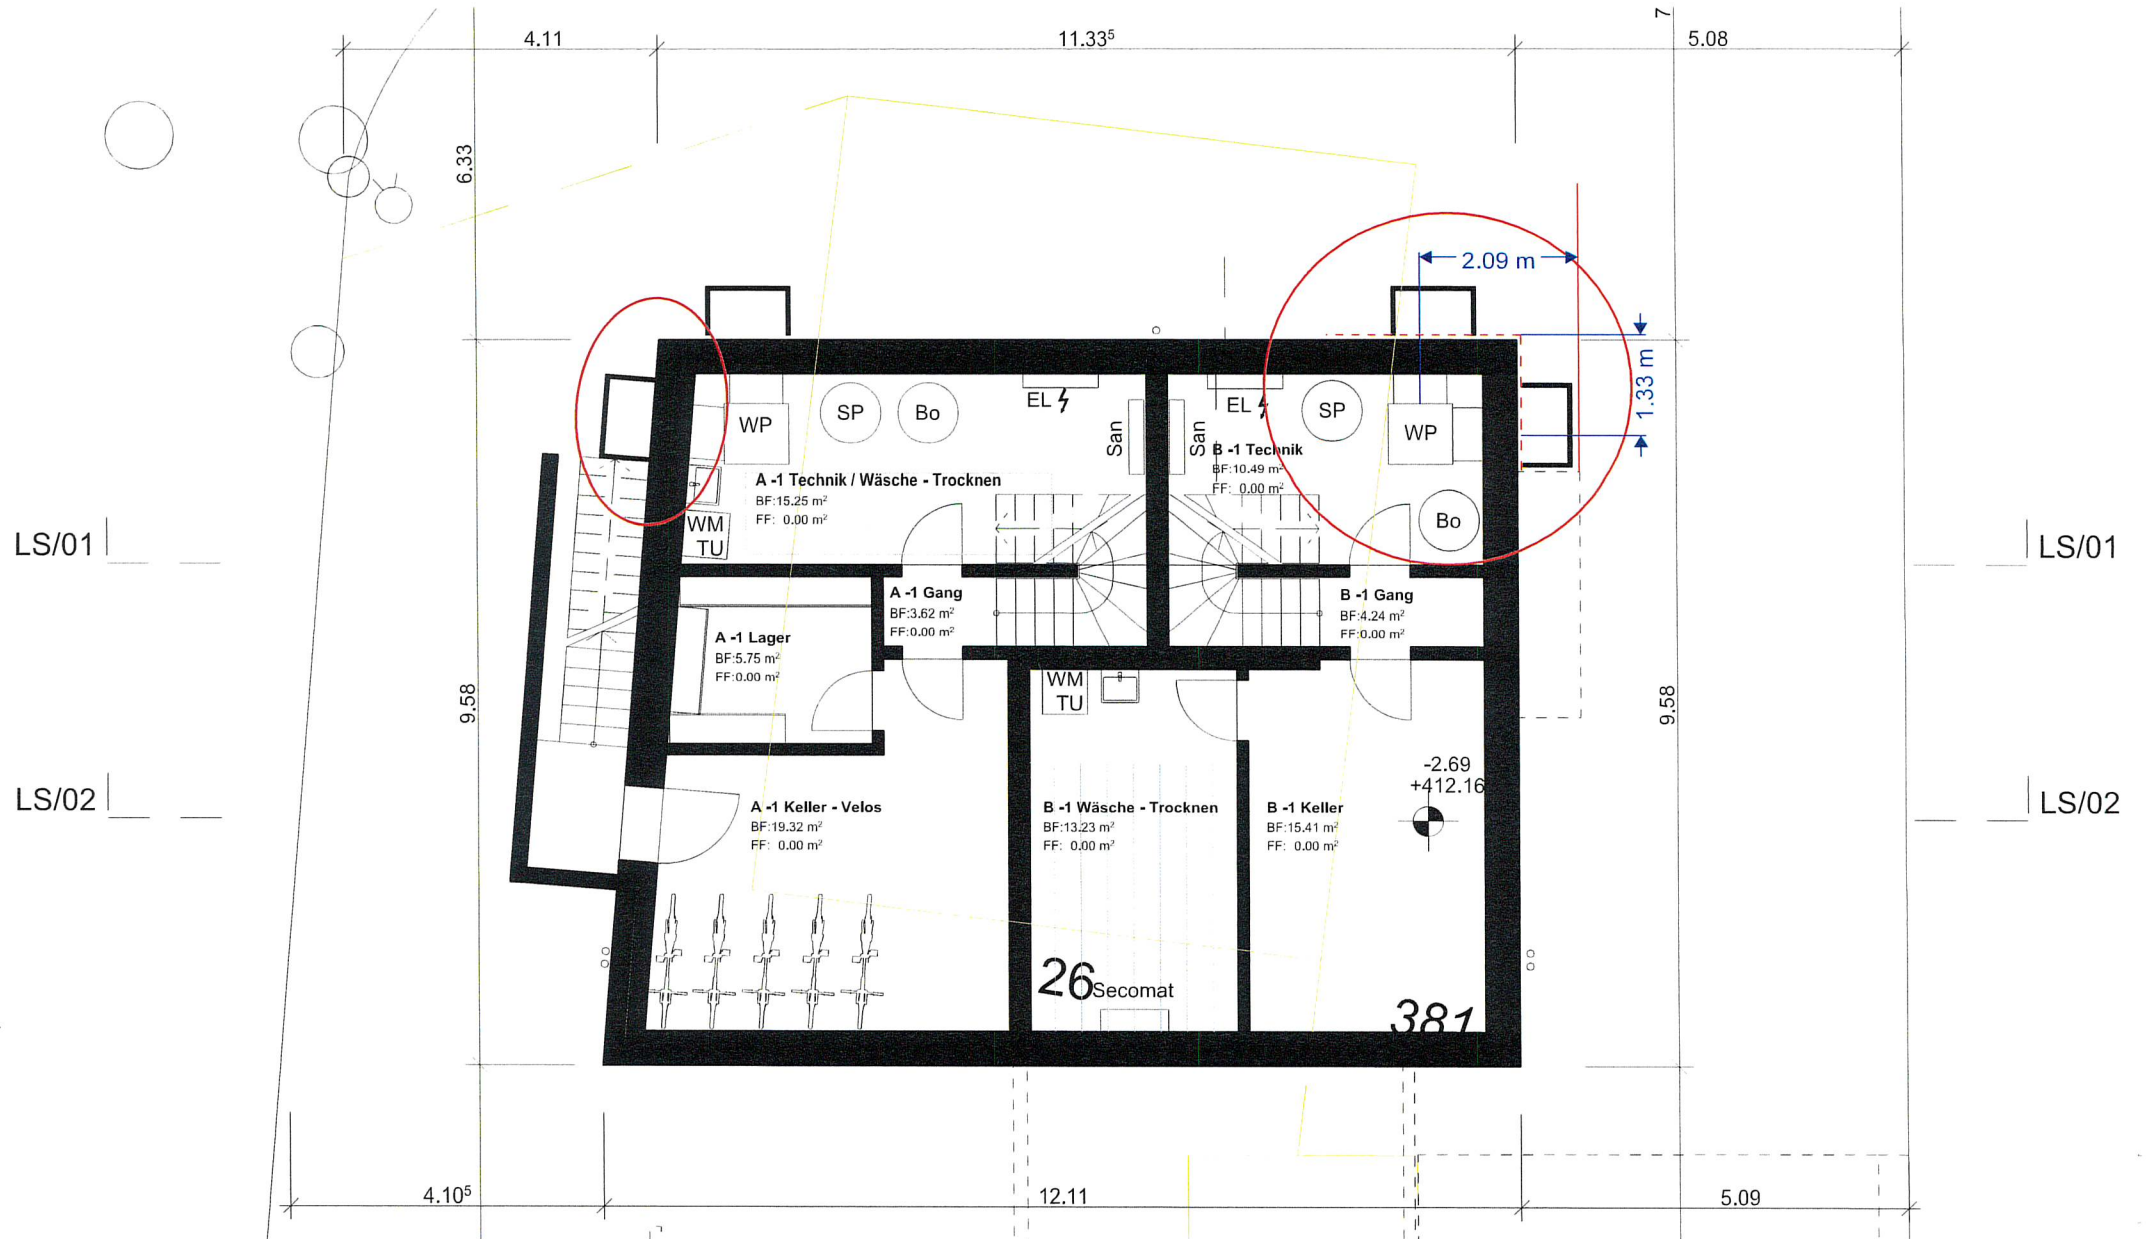 4.11
11.33⁵
7
5.08
6.33
2.09 m
1.33 m
WP
SP
Bo
EL
San
San
EL
SP
WP
B -1 Technik
BF:10.49 m²
FF: 0.00 m²
A -1 Technik / Wäsche - Trocknen
BF:15.25 m²
FF: 0.00 m²
WM
TU
Bo
LS/01
LS/01
A -1 Gang
BF:3.62 m²
FF:0.00 m²
B -1 Gang
BF:4.24 m²
FF:0.00 m²
A -1 Lager
BF:5.75 m²
FF:0.00 m²
WM
TU
9.58
9.58
-2.69
+412.16
LS/02
LS/02
A -1 Keller - Velos
BF:19.32 m²
FF: 0.00 m²
B -1 Wäsche - Trocknen
BF:13.23 m²
FF: 0.00 m²
B -1 Keller
BF:15.41 m²
FF: 0.00 m²
26
Secomat
381
4.10⁵
12.11
5.09